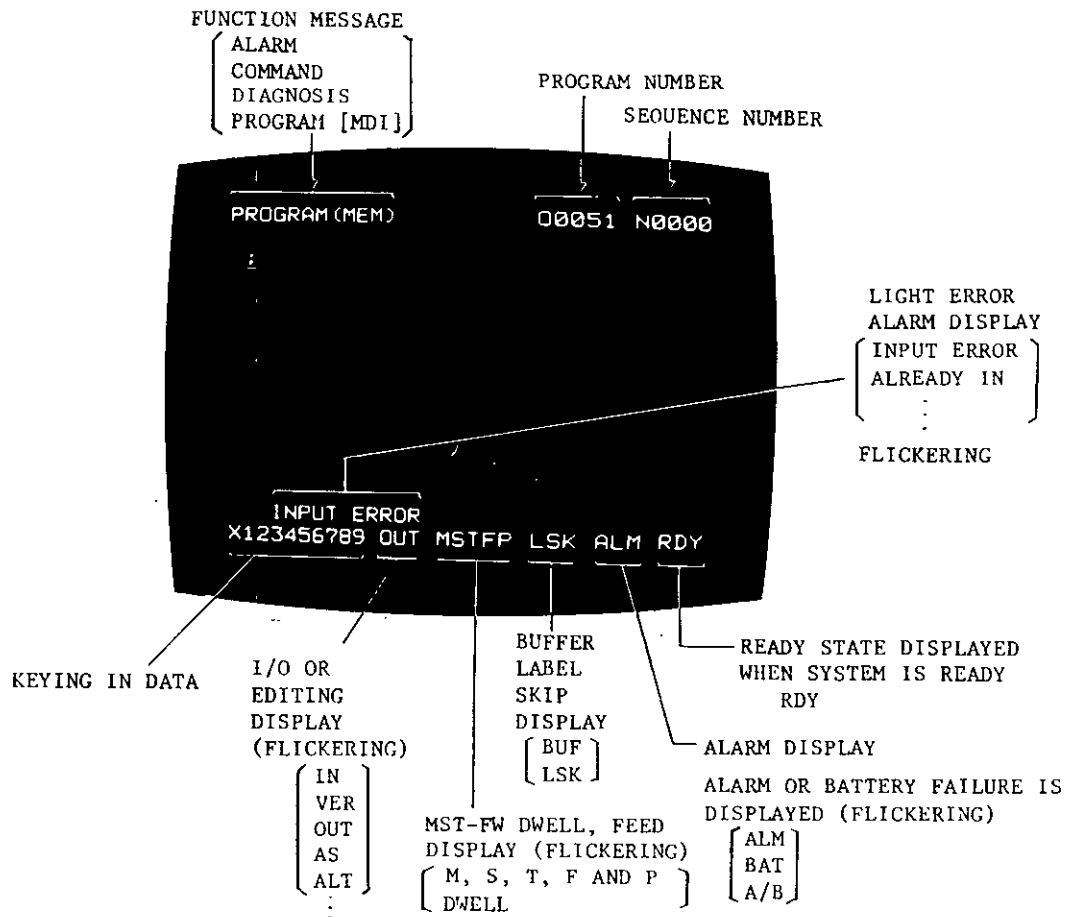 FUNCTION MESSAGE
ALARM
COMMAND
DIAGNOSIS
PROGRAM [MDI]
PROGRAM NUMBER
SEQUENCE NUMBER
PROGRAM(MEM)
O0051 N0000
;
LIGHT ERROR
ALARM DISPLAY
INPUT ERROR
ALREADY IN
:
FLICKERING
INPUT ERROR
X123456789 OUT MSTFP LSK ALM RDY
KEYING IN DATA
I/O OR
EDITING
DISPLAY
(FLICKERING)
IN
VER
OUT
AS
ALT
:
MST-FW DWELL, FEED
DISPLAY (FLICKERING)
M, S, T, F AND P
DWELL
BUFFER
LABEL
SKIP
DISPLAY
BUF
LSK
READY STATE DISPLAYED
WHEN SYSTEM IS READY
RDY
ALARM DISPLAY
ALARM OR BATTERY FAILURE IS
DISPLAYED (FLICKERING)
ALM
BAT
A/B